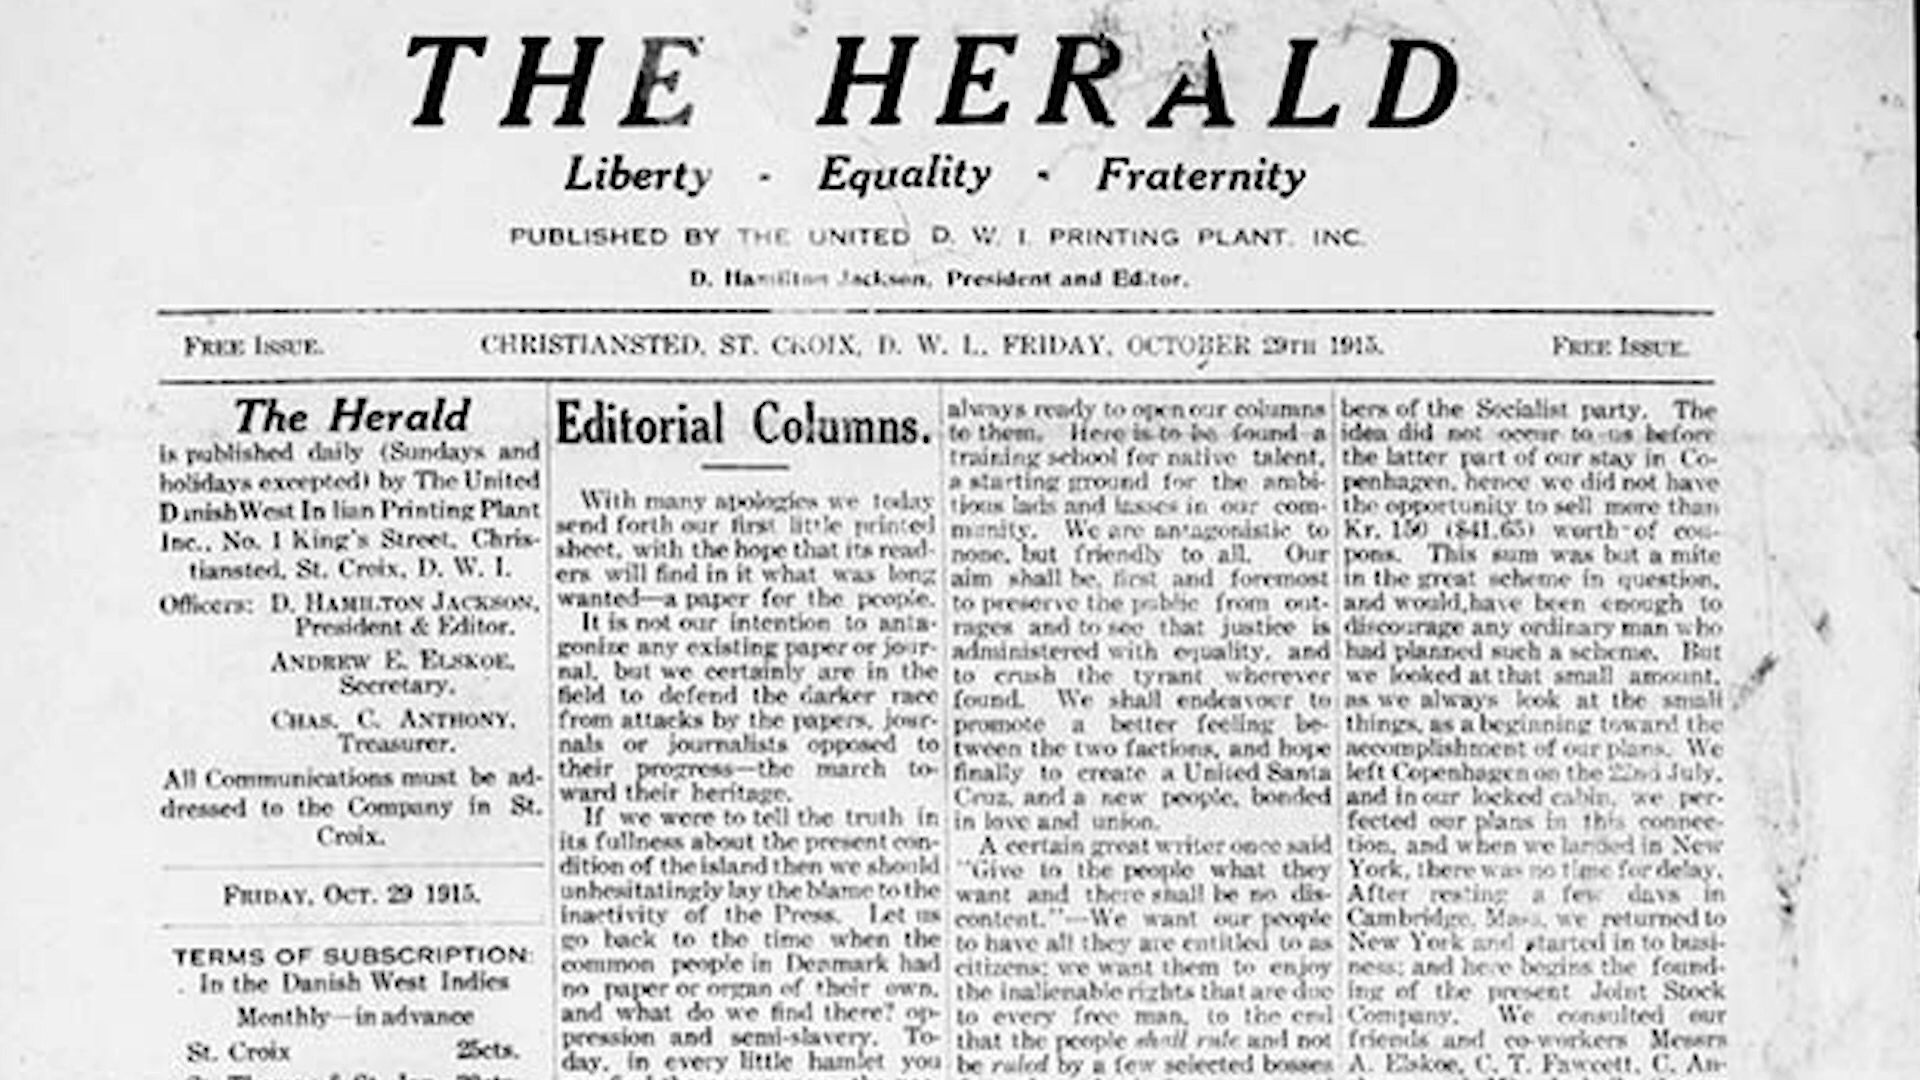 THE HERALD
Liberty - Equality - Fraternity
PUBLISHED BY THE UNITED D. W. I. PRINTING PLANT. INC.
D. Hamilton Jackson, President and Editor.
FREE ISSUE. CHRISTIANSTED, ST. CROIX, D. W. I., FRIDAY, OCTOBER 29TH 1915. FREE ISSUE.
The Herald
is published daily (Sundays and
holidays excepted) by The United
Danish West In lian Printing Plant
Inc., No. 1 King's Street, Chris-
tiansted, St. Croix, D. W. I.
Officers: D. HAMILTON JACKSON,
President & Editor.
ANDREW E. ELSKOE,
Secretary.
CHAS. C. ANTHONY,
Treasurer.
All Communications must be ad-
dressed to the Company in St.
Croix.
FRIDAY, OCT. 29 1915.
TERMS OF SUBSCRIPTION:
In the Danish West Indies
Monthly—in advance
St. Croix 25cts.
Editorial Columns.
With many apologies we today
send forth our first little printed
sheet, with the hope that its read-
ers will find in it what was long
wanted—a paper for the people.
It is not our intention to anta-
gonize any existing paper or jour-
nal, but we certainly are in the
field to defend the darker race
from attacks by the papers, jour-
nals or journalists opposed to
their progress—the march to-
ward their heritage.
If we were to tell the truth in
its fullness about the present con-
dition of the island then we should
unhesitatingly lay the blame to the
inactivity of the Press. Let us
go back to the time when the
common people in Denmark had
no paper or organ of their own,
and what do we find there? op-
pression and semi-slavery. To-
day, in every little hamlet you
always ready to open our columns
to them. Here is to be found a
training school for native talent,
a starting ground for the ambi-
tious lads and lasses in our com-
munity. We are antagonistic to
none, but friendly to all. Our
aim shall be, first and foremost
to preserve the public from out-
rages and to see that justice is
administered with equality, and
to crush the tyrant wherever
found. We shall endeavour to
promote a better feeling be-
tween the two factions, and hope
finally to create a United Santa
Cruz, and a new people, bonded
in love and union.
A certain great writer once said
"Give to the people what they
want and there shall be no dis-
content."—We want our people
to have all they are entitled to as
citizens; we want them to enjoy
the inalienable rights that are due
to every free man, to the end
that the people shall rule and not
be ruled by a few selected bosses
bers of the Socialist party. The
idea did not occur to us before
the latter part of our stay in Co-
penhagen, hence we did not have
the opportunity to sell more than
Kr. 150 ($41.65) worth of cou-
pons. This sum was but a mite
in the great scheme in question,
and would have been enough to
discourage any ordinary man who
had planned such a scheme. But
we looked at that small amount,
as we always look at the small
things, as a beginning toward the
accomplishment of our plans. We
left Copenhagen on the 22nd July,
and in our locked cabin, we per-
fected our plans in this connec-
tion, and when we landed in New
York, there was no time for delay.
After resting a few days in
Cambridge, Mass. we returned to
New York and started in to busi-
ness; and here begins the found-
ing of the present Joint Stock
Company. We consulted our
friends and co-workers Messrs
A. Elskoe, C. T. Fawcett, C. An-